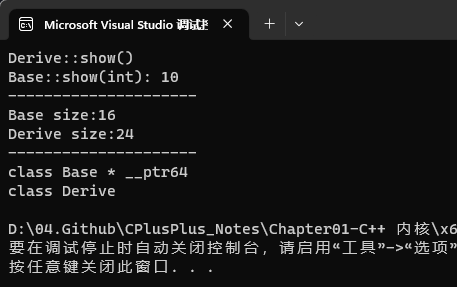 Microsoft Visual Studio 调试
Derive::show()
Base::show(int): 10
---------------------
Base size:16
Derive size:24
---------------------
class Base * __ptr64
class Derive
D:\04.Github\CPlusPlus_Notes\Chapter01-C++ 内核\x6
要在调试停止时自动关闭控制台，请启用“工具”->“选项”
按任意键关闭此窗口. . .